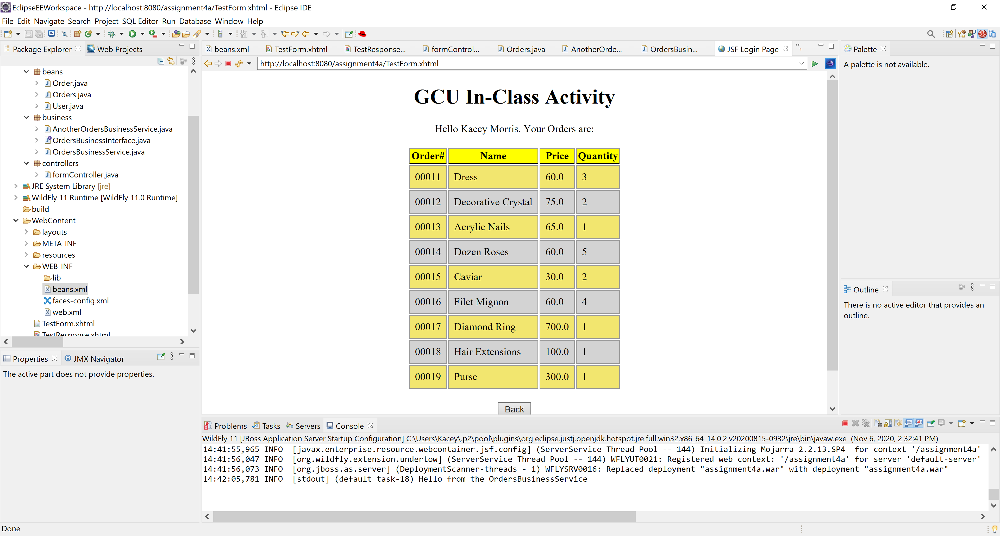 EclipseEEWorkspace - http://localhost:8080/assignment4a/TestForm.xhtml - Eclipse IDE
File Edit Navigate Search Project SQL Editor Run Database Window Help
Package Explorer
Web Projects
beans
Order.java
Orders.java
User.java
business
AnotherOrdersBusinessService.java
OrdersBusinessInterface.java
OrdersBusinessService.java
controllers
formController.java
JRE System Library [jre]
WildFly 11 Runtime [WildFly 11.0 Runtime]
build
WebContent
layouts
META-INF
resources
WEB-INF
lib
beans.xml
faces-config.xml
web.xml
TestForm.xhtml
TestResponse.xhtml
Properties
JMX Navigator
The active part does not provide properties.
beans.xml TestForm.xhtml TestResponse... formControl... Orders.java AnotherOrde... OrdersBusin... JSF Login Page »1
http://localhost:8080/assignment4a/TestForm.xhtml
GCU In-Class Activity
Hello Kacey Morris. Your Orders are:
Order# Name Price Quantity
00011 Dress 60.0 3
00012 Decorative Crystal 75.0 2
00013 Acrylic Nails 65.0 1
00014 Dozen Roses 60.0 5
00015 Caviar 30.0 2
00016 Filet Mignon 60.0 4
00017 Diamond Ring 700.0 1
00018 Hair Extensions 100.0 1
00019 Purse 300.0 1
Back
Palette
A palette is not available.
Outline
There is no active editor that provides an
outline.
Problems Tasks Servers Console
WildFly 11 [JBoss Application Server Startup Configuration] C:\Users\Kacey\.p2\pool\plugins\org.eclipse.justj.openjdk.hotspot.jre.full.win32.x86_64_14.0.2.v20200815-0932\jre\bin\javaw.exe (Nov 6, 2020, 2:32:41 PM)
14:41:55,965 INFO  [javax.enterprise.resource.webcontainer.jsf.config] (ServerService Thread Pool -- 144) Initializing Mojarra 2.2.13.SP4  for context '/assignment4a'
14:41:56,047 INFO  [org.wildfly.extension.undertow] (ServerService Thread Pool -- 144) WFLYUT0021: Registered web context: '/assignment4a' for server 'default-server'
14:41:56,073 INFO  [org.jboss.as.server] (DeploymentScanner-threads - 1) WFLYSRV0016: Replaced deployment "assignment4a.war" with deployment "assignment4a.war"
14:42:05,781 INFO  [stdout] (default task-18) Hello from the OrdersBusinessService
Done